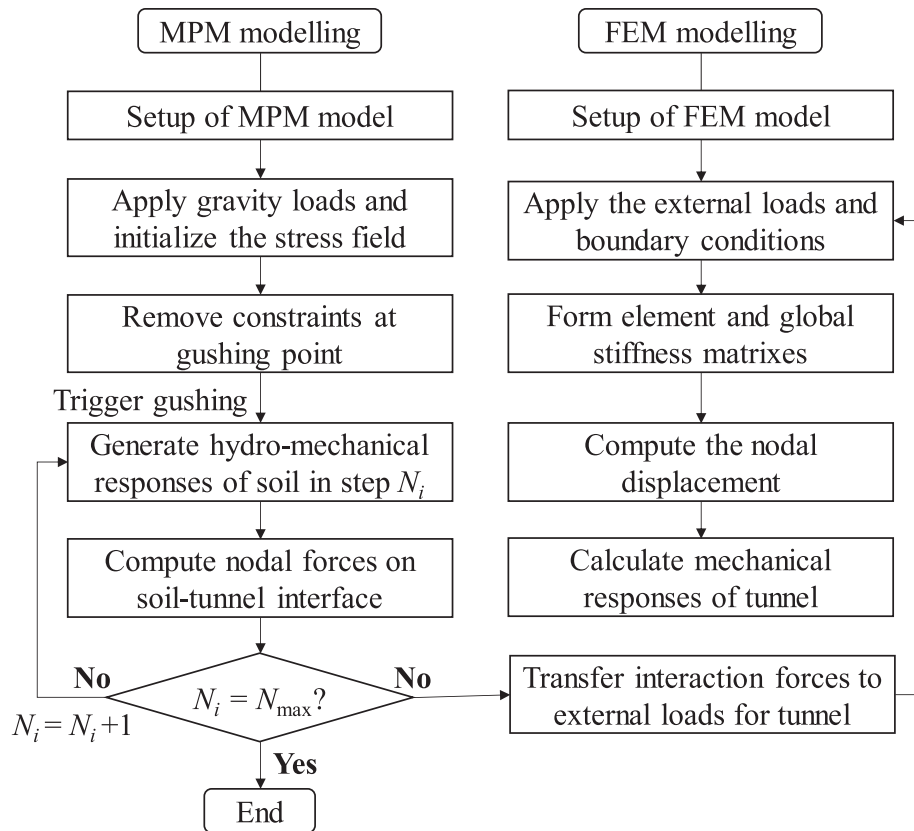 MPM modelling
Setup of MPM model
Apply gravity loads and
initialize the stress field
Remove constraints at
gushing point
Trigger gushing
Generate hydro-mechanical
responses of soil in step Nᵢ
Compute nodal forces on
soil-tunnel interface
Nᵢ = Nmax?
No
Nᵢ = Nᵢ+1
No
Yes
End
FEM modelling
Setup of FEM model
Apply the external loads and
boundary conditions
Form element and global
stiffness matrixes
Compute the nodal
displacement
Calculate mechanical
responses of tunnel
Transfer interaction forces to
external loads for tunnel